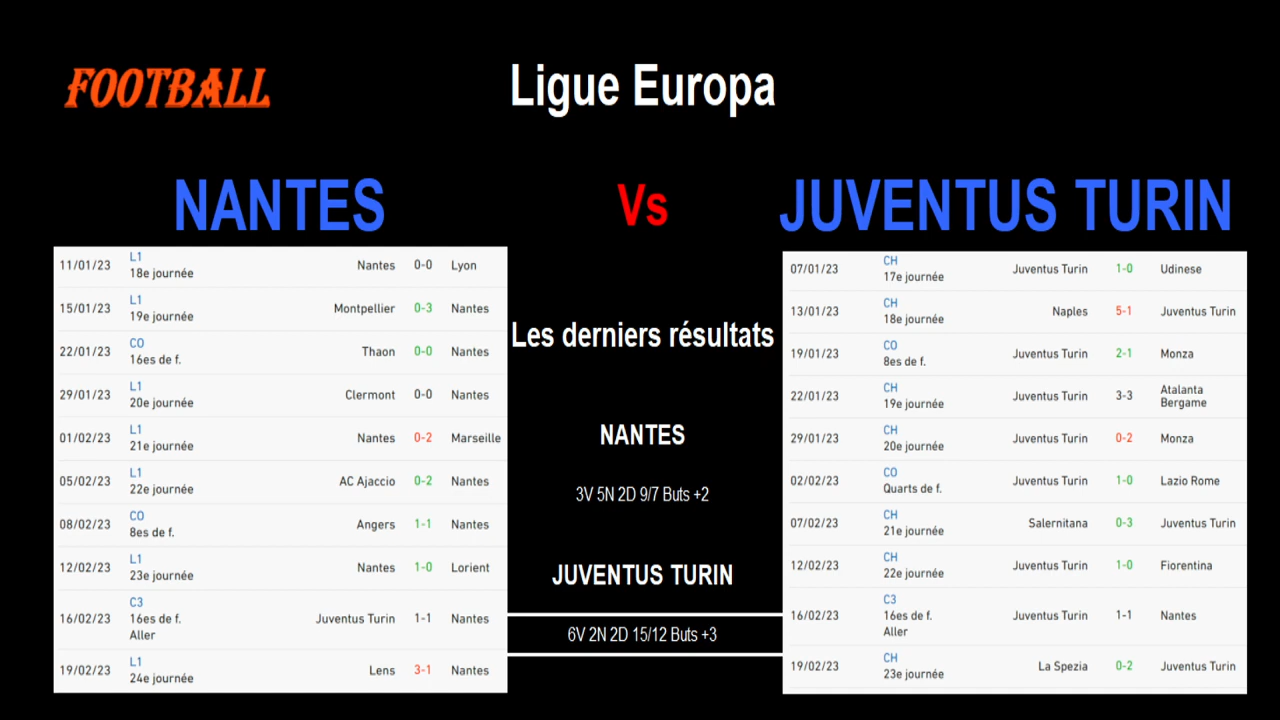 FOOTBALL
Ligue Europa
NANTES
Vs
JUVENTUS TURIN
11/01/23 L1 18e journée Nantes 0-0 Lyon
15/01/23 L1 19e journée Montpellier 0-3 Nantes
22/01/23 CO 16es de f. Thaon 0-0 Nantes
29/01/23 L1 20e journée Clermont 0-0 Nantes
01/02/23 L1 21e journée Nantes 0-2 Marseille
05/02/23 L1 22e journée AC Ajaccio 0-2 Nantes
08/02/23 CO 8es de f. Angers 1-1 Nantes
12/02/23 L1 23e journée Nantes 1-0 Lorient
16/02/23 C3 16es de f. Aller Juventus Turin 1-1 Nantes
19/02/23 L1 24e journée Lens 3-1 Nantes
Les derniers résultats
NANTES
3V 5N 2D 9/7 Buts +2
JUVENTUS TURIN
6V 2N 2D 15/12 Buts +3
07/01/23 CH 17e journée Juventus Turin 1-0 Udinese
13/01/23 CH 18e journée Naples 5-1 Juventus Turin
19/01/23 CO 8es de f. Juventus Turin 2-1 Monza
22/01/23 CH 19e journée Juventus Turin 3-3 Atalanta Bergame
29/01/23 CH 20e journée Juventus Turin 0-2 Monza
02/02/23 CO Quarts de f. Juventus Turin 1-0 Lazio Rome
07/02/23 CH 21e journée Salernitana 0-3 Juventus Turin
12/02/23 CH 22e journée Juventus Turin 1-0 Fiorentina
16/02/23 C3 16es de f. Aller Juventus Turin 1-1 Nantes
19/02/23 CH 23e journée La Spezia 0-2 Juventus Turin